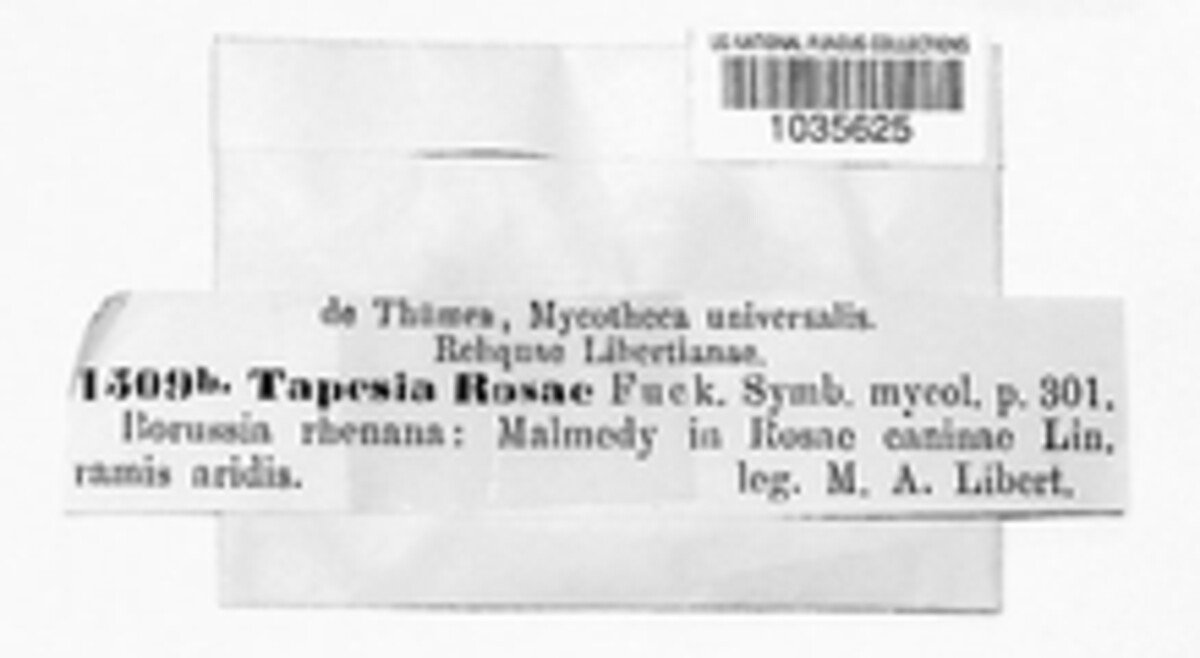 US NATIONAL FUNGUS COLLECTIONS
1035625
de Thümen, Mycotheca universalis.
Reliquae Libertianae.
1509b. Tapesia Rosae Fuck. Symb. mycol. p. 301.
Borussia rhenana: Malmedy in Rosae caninae Lin.
ramis aridis. leg. M. A. Libert.